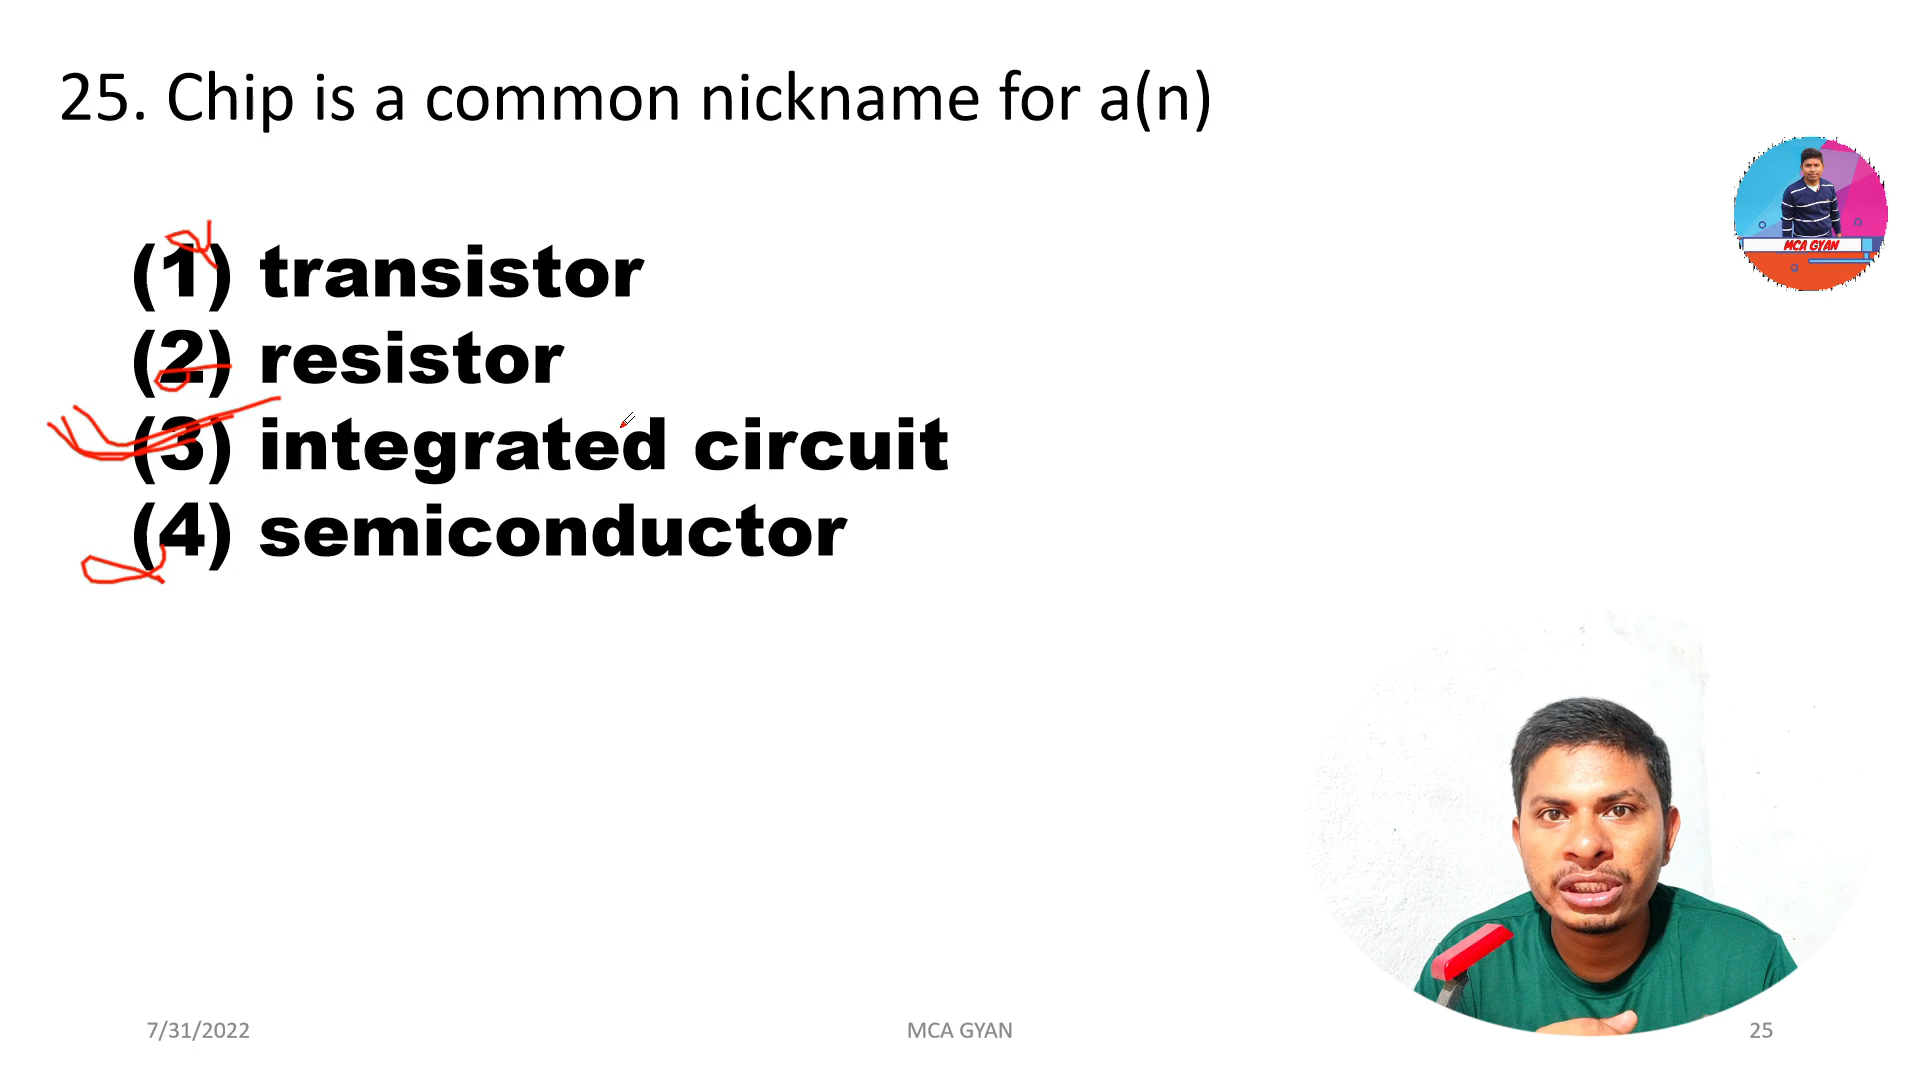 25. Chip is a common nickname for a(n)
MCA GYAN
(1) transistor
(2) resistor
(3) integrated circuit
(4) semiconductor
7/31/2022
MCA GYAN
25